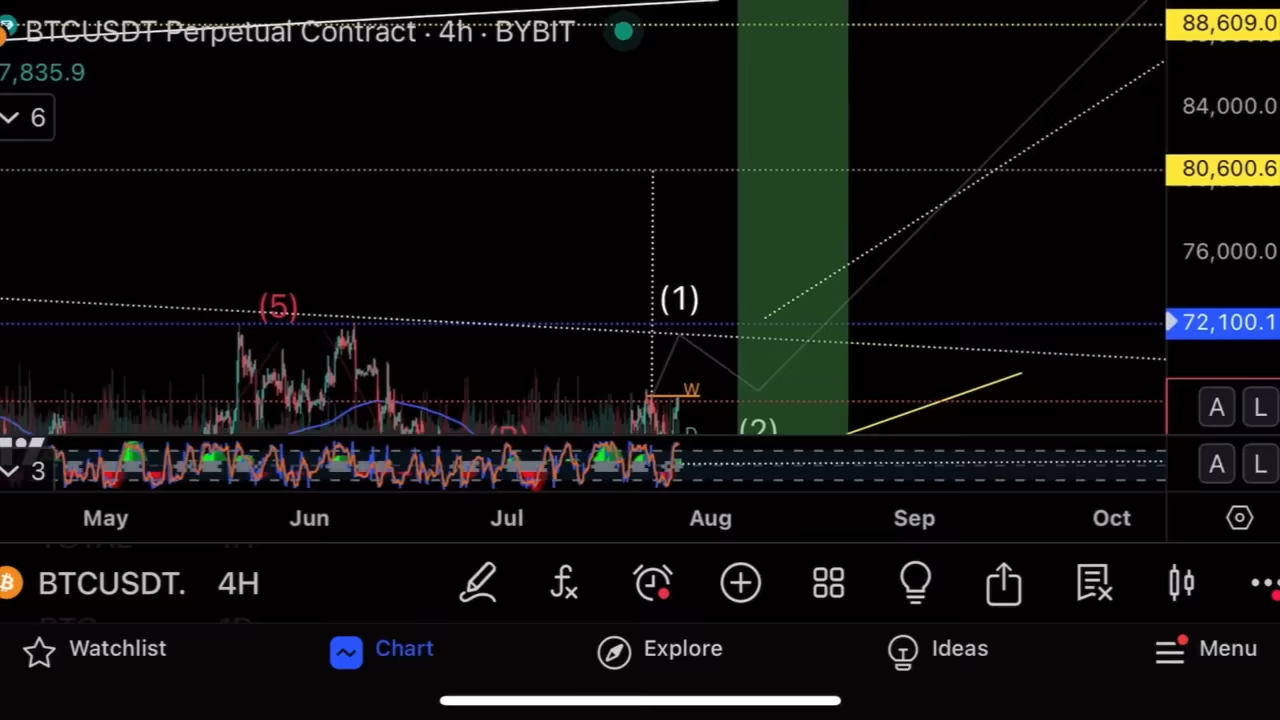 BTCUSDT Perpetual Contract · 4h · BYBIT
88,609.0
7,835.9
6
84,000.0
80,600.6
76,000.0
(5)
(1)
72,100.1
W
A L
(2)
3
A L
May Jun Jul Aug Sep Oct
BTCUSDT. 4H
Watchlist Chart Explore Ideas Menu